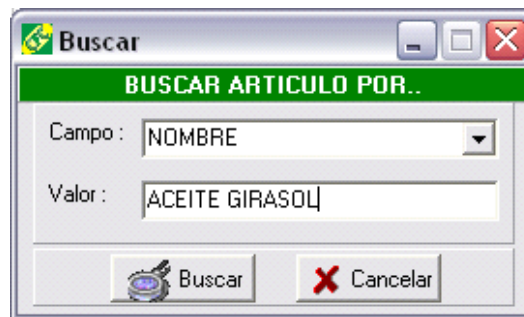 Buscar
BUSCAR ARTICULO POR..
Campo : NOMBRE
Valor : ACEITE GIRASOL
Buscar Cancelar